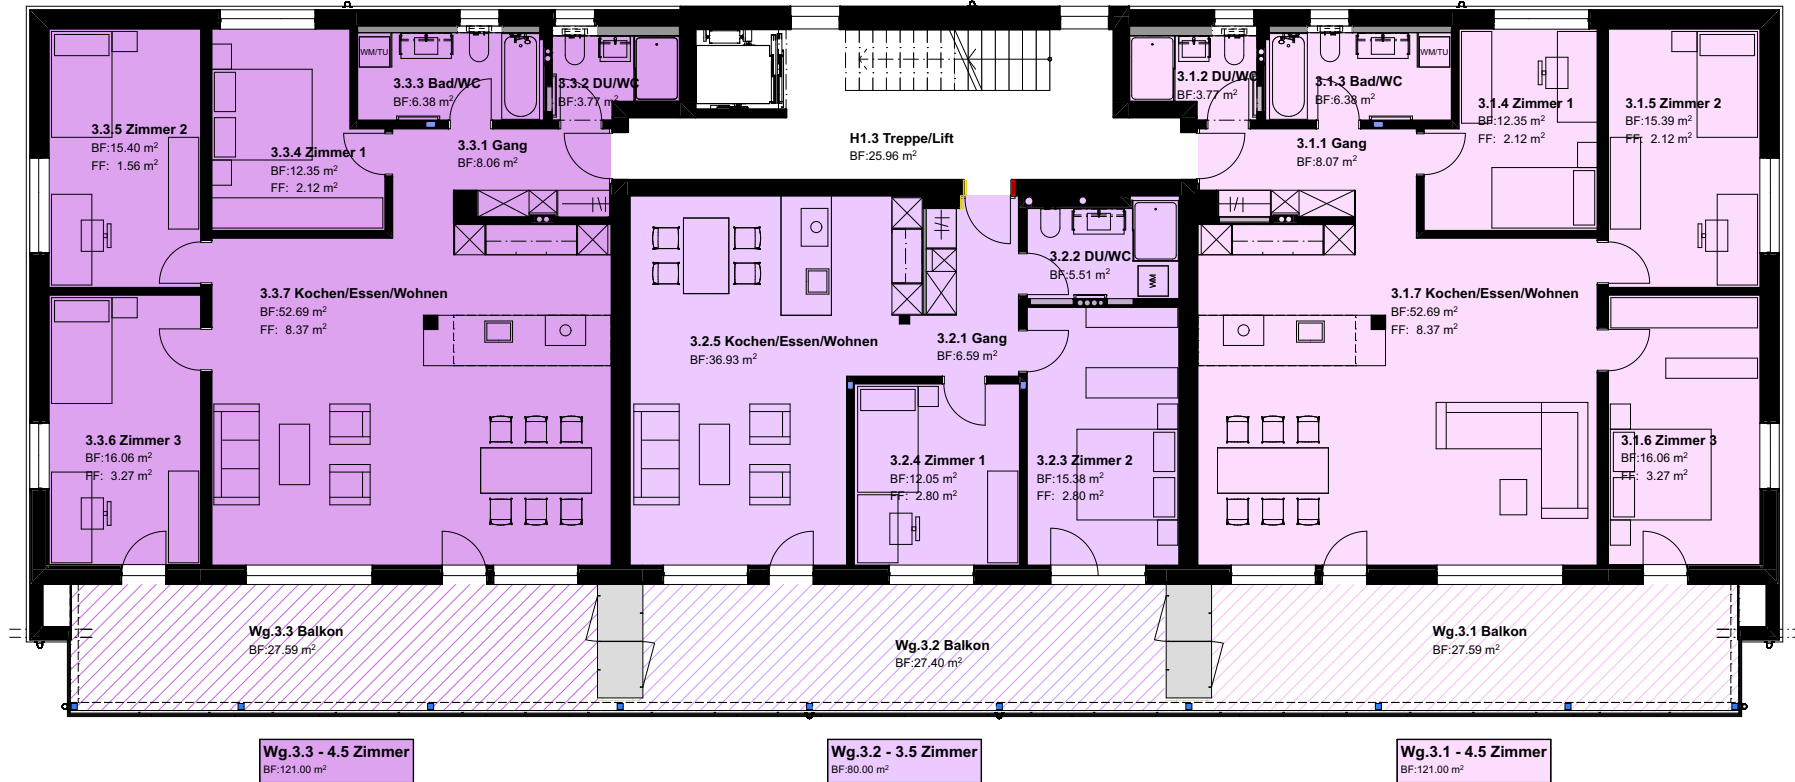 WM/TU
3.3.3 Bad/WC
BF:6.38 m²
3.3.2 DU/WC
BF:3.77 m²
3.1.2 DU/WC
BF:3.77 m²
3.1.3 Bad/WC
BF:6.38 m²
WM/TU
3.1.4 Zimmer 1
BF:12.35 m²
FF: 2.12 m²
3.1.5 Zimmer 2
BF:15.39 m²
FF: 2.12 m²
3.3.5 Zimmer 2
BF:15.40 m²
FF: 1.56 m²
3.3.4 Zimmer 1
BF:12.35 m²
FF: 2.12 m²
3.3.1 Gang
BF:8.06 m²
H1.3 Treppe/Lift
BF:25.96 m²
3.1.1 Gang
BF:8.07 m²
3.2.2 DU/WC
BF:5.51 m²
WM
3.3.7 Kochen/Essen/Wohnen
BF:52.69 m²
FF: 8.37 m²
3.2.5 Kochen/Essen/Wohnen
BF:36.93 m²
3.2.1 Gang
BF:6.59 m²
3.1.7 Kochen/Essen/Wohnen
BF:52.69 m²
FF: 8.37 m²
3.3.6 Zimmer 3
BF:16.06 m²
FF: 3.27 m²
3.2.4 Zimmer 1
BF:12.05 m²
FF: 2.80 m²
3.2.3 Zimmer 2
BF:15.38 m²
FF: 2.80 m²
3.1.6 Zimmer 3
BF:16.06 m²
FF: 3.27 m²
Wg.3.3 Balkon
BF:27.59 m²
Wg.3.2 Balkon
BF:27.40 m²
Wg.3.1 Balkon
BF:27.59 m²
Wg.3.3 - 4.5 Zimmer
BF:121.00 m²
Wg.3.2 - 3.5 Zimmer
BF:80.00 m²
Wg.3.1 - 4.5 Zimmer
BF:121.00 m²